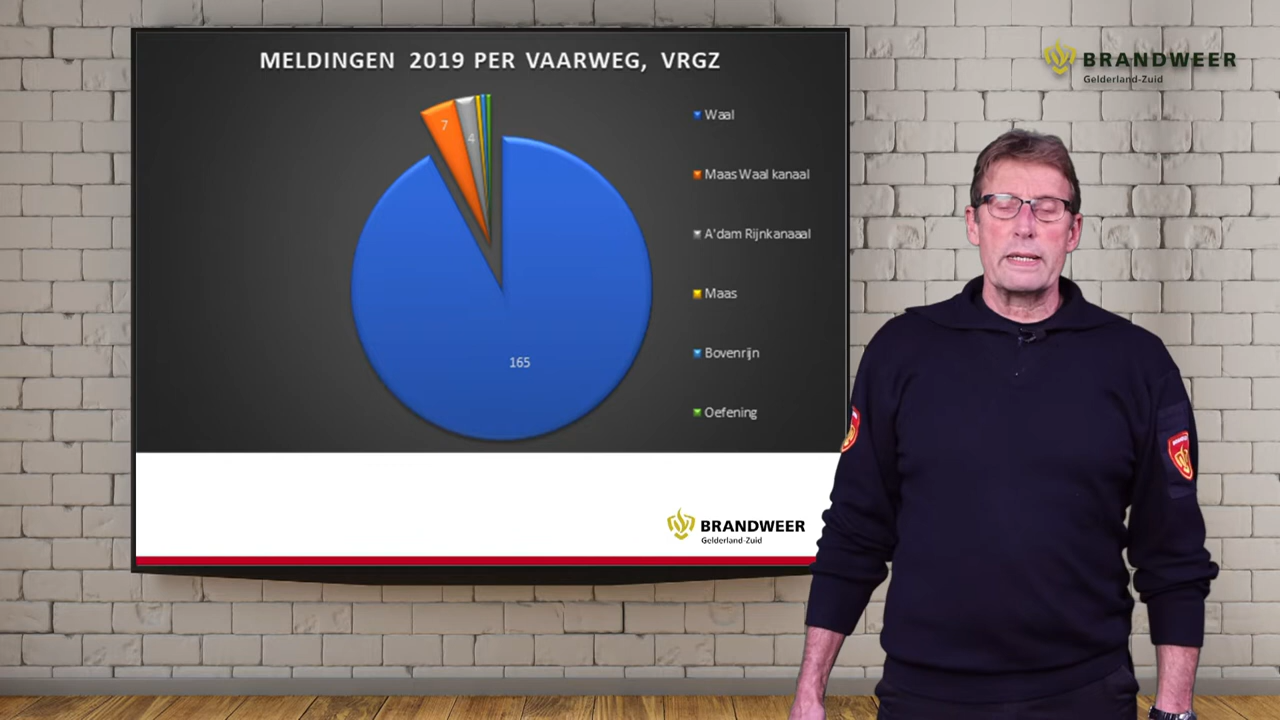 MELDINGEN 2019 PER VAARWEG, VRGZ
7
4
165
Waal
Maas Waal kanaal
A'dam Rijnkanaaal
Maas
Bovenrijn
Oefening
BRANDWEER
Gelderland-Zuid
BRANDWEER
Gelderland-Zuid